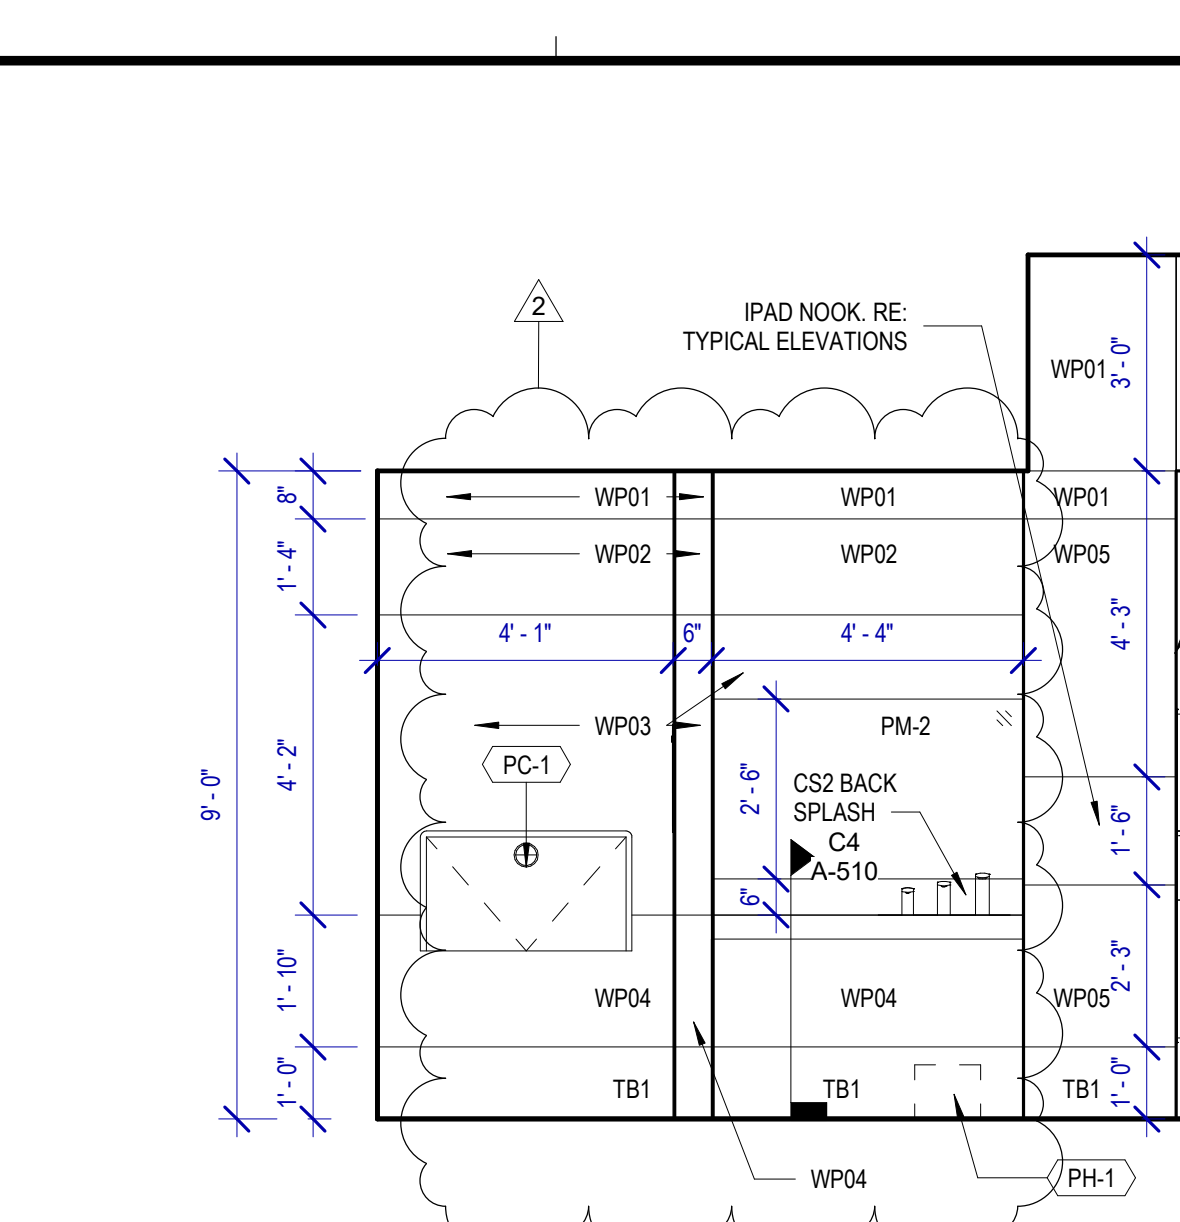 2
IPAD NOOK. RE:
TYPICAL ELEVATIONS
WP01
3' - 0"
8"
WP01
WP01
WP01
1' - 4"
WP02
WP02
WP05
4' - 1"
6"
4' - 4"
4' - 3"
WP03
PM-2
PC-1
9' - 0"
4' - 2"
2' - 6"
CS2 BACK
SPLASH
C4
A-510
1' - 6"
6"
1' - 10"
WP04
WP04
WP05
2' - 3"
1' - 0"
TB1
TB1
TB1
1' - 0"
WP04
PH-1